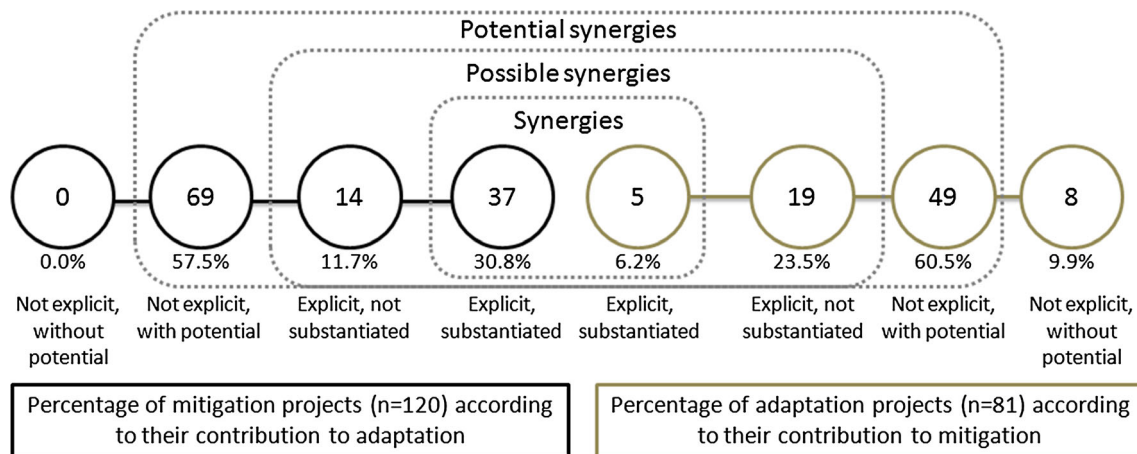 Potential synergies
Possible synergies
Synergies
0 69 14 37 5 19 49 8
0.0% 57.5% 11.7% 30.8% 6.2% 23.5% 60.5% 9.9%
Not explicit, without potential
Not explicit, with potential
Explicit, not substantiated
Explicit, substantiated
Explicit, substantiated
Explicit, not substantiated
Not explicit, with potential
Not explicit, without potential
Percentage of mitigation projects (n=120) according
to their contribution to adaptation
Percentage of adaptation projects (n=81) according
to their contribution to mitigation